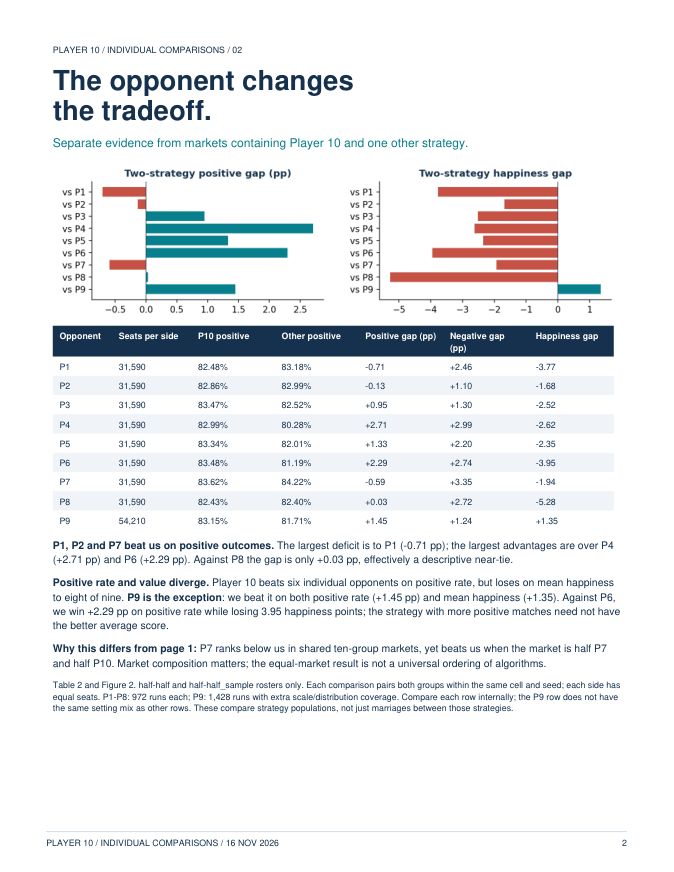 PLAYER 10 / INDIVIDUAL COMPARISONS / 02
The opponent changes
the tradeoff.
Separate evidence from markets containing Player 10 and one other strategy.
Two-strategy positive gap (pp)
vs P1
vs P2
vs P3
vs P4
vs P5
vs P6
vs P7
vs P8
vs P9
−0.5 0.0 0.5 1.0 1.5 2.0 2.5
Two-strategy happiness gap
vs P1
vs P2
vs P3
vs P4
vs P5
vs P6
vs P7
vs P8
vs P9
−5 −4 −3 −2 −1 0 1
Opponent Seats per side P10 positive Other positive Positive gap (pp) Negative gap (pp) Happiness gap
P1 31,590 82.48% 83.18% -0.71 +2.46 -3.77
P2 31,590 82.86% 82.99% -0.13 +1.10 -1.68
P3 31,590 83.47% 82.52% +0.95 +1.30 -2.52
P4 31,590 82.99% 80.28% +2.71 +2.99 -2.62
P5 31,590 83.34% 82.01% +1.33 +2.20 -2.35
P6 31,590 83.48% 81.19% +2.29 +2.74 -3.95
P7 31,590 83.62% 84.22% -0.59 +3.35 -1.94
P8 31,590 82.43% 82.40% +0.03 +2.72 -5.28
P9 54,210 83.15% 81.71% +1.45 +1.24 +1.35
P1, P2 and P7 beat us on positive outcomes. The largest deficit is to P1 (-0.71 pp); the largest advantages are over P4
(+2.71 pp) and P6 (+2.29 pp). Against P8 the gap is only +0.03 pp, effectively a descriptive near-tie.
Positive rate and value diverge. Player 10 beats six individual opponents on positive rate, but loses on mean happiness
to eight of nine. P9 is the exception: we beat it on both positive rate (+1.45 pp) and mean happiness (+1.35). Against P6,
we win +2.29 pp on positive rate while losing 3.95 happiness points; the strategy with more positive matches need not have
the better average score.
Why this differs from page 1: P7 ranks below us in shared ten-group markets, yet beats us when the market is half P7
and half P10. Market composition matters; the equal-market result is not a universal ordering of algorithms.
Table 2 and Figure 2. half-half and half-half_sample rosters only. Each comparison pairs both groups within the same cell and seed; each side has
equal seats. P1-P8: 972 runs each; P9: 1,428 runs with extra scale/distribution coverage. Compare each row internally; the P9 row does not have
the same setting mix as other rows. These compare strategy populations, not just marriages between those strategies.
PLAYER 10 / INDIVIDUAL COMPARISONS / 16 NOV 2026
2